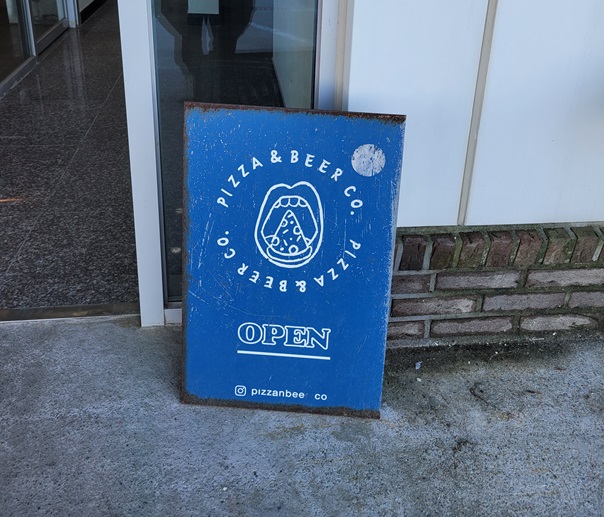 PIZZA & BEER CO. PIZZA & BEER CO.
OPEN
pizzanbee co